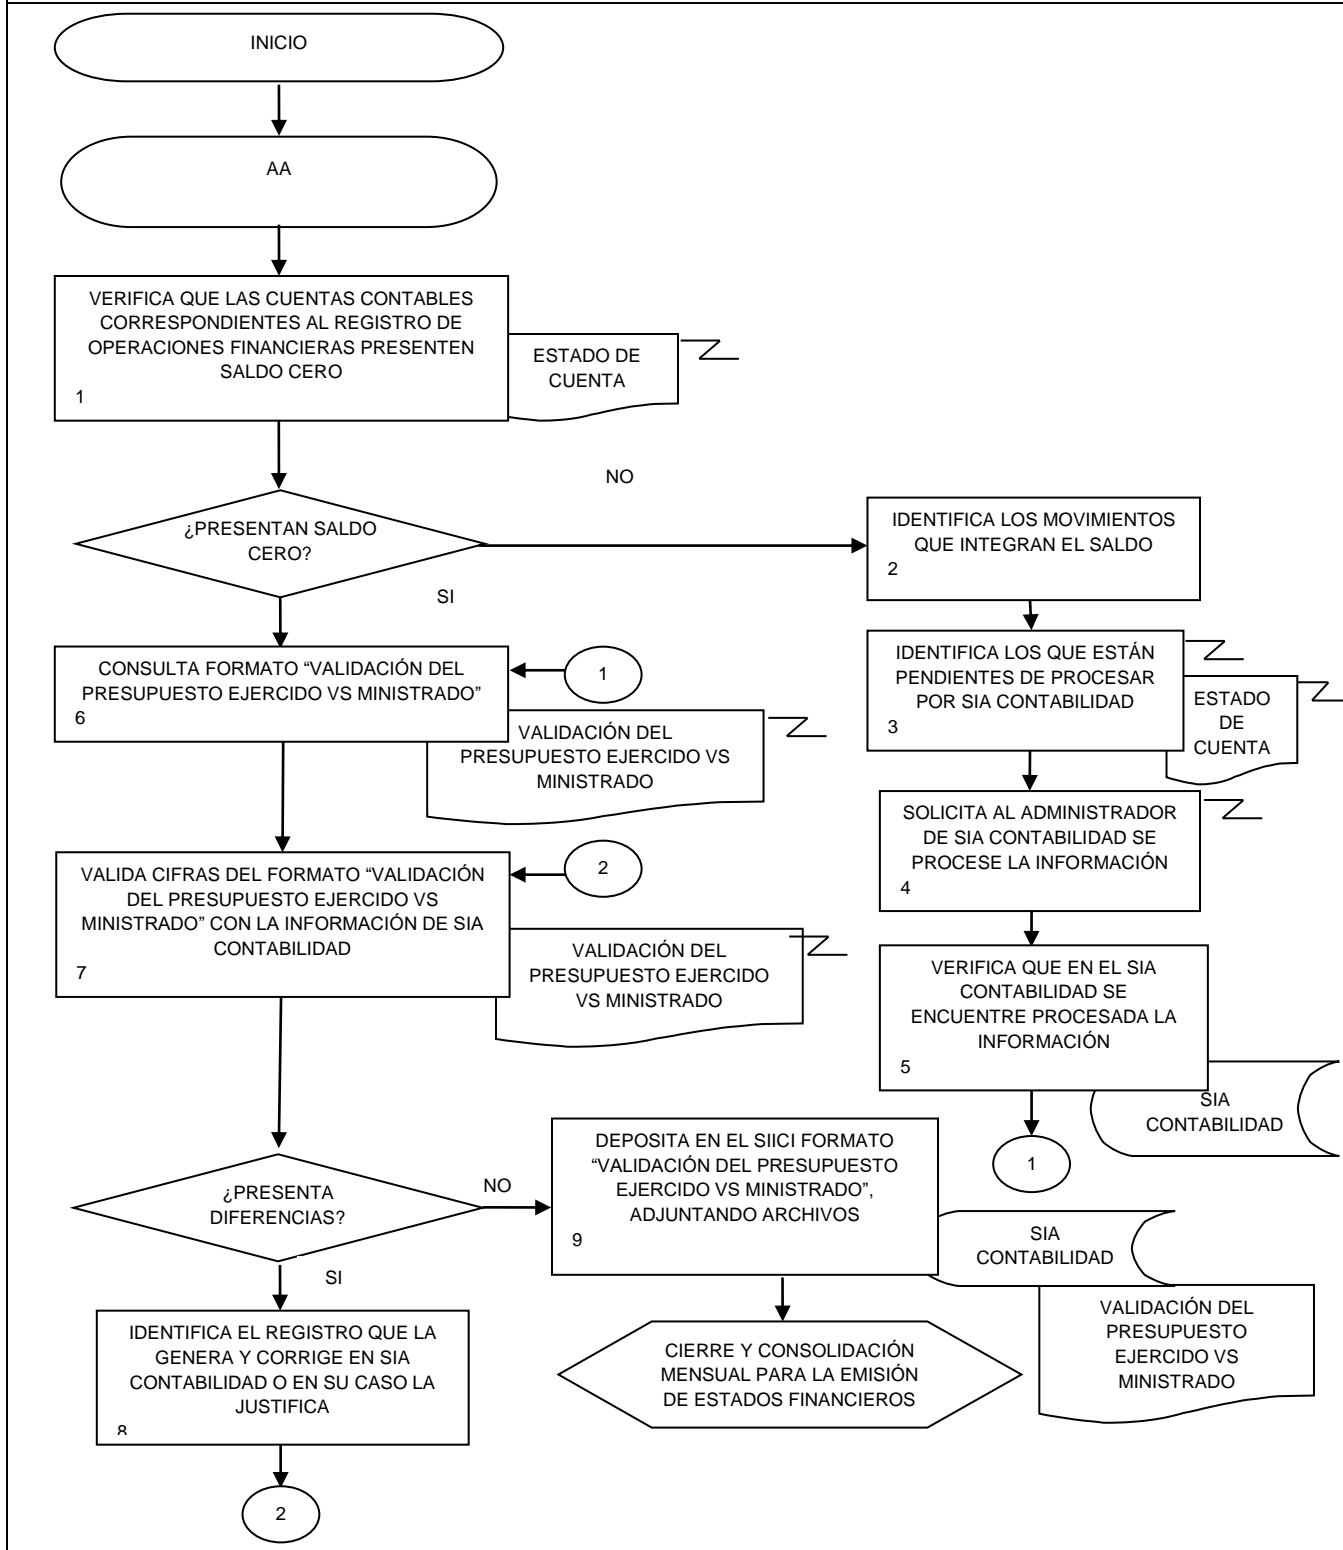 INICIO
AA
VERIFICA QUE LAS CUENTAS CONTABLES
CORRESPONDIENTES AL REGISTRO DE
OPERACIONES FINANCIERAS PRESENTEN
SALDO CERO
1
ESTADO DE
CUENTA
¿PRESENTAN SALDO
CERO?
NO
SI
IDENTIFICA LOS MOVIMIENTOS
QUE INTEGRAN EL SALDO
2
IDENTIFICA LOS QUE ESTÁN
PENDIENTES DE PROCESAR
POR SIA CONTABILIDAD
3
ESTADO
DE
CUENTA
SOLICITA AL ADMINISTRADOR
DE SIA CONTABILIDAD SE
PROCESE LA INFORMACIÓN
4
VERIFICA QUE EN EL SIA
CONTABILIDAD SE
ENCUENTRE PROCESADA LA
INFORMACIÓN
5
SIA
CONTABILIDAD
1
CONSULTA FORMATO “VALIDACIÓN DEL
PRESUPUESTO EJERCIDO VS MINISTRADO”
6
1
VALIDACIÓN DEL
PRESUPUESTO EJERCIDO VS
MINISTRADO
VALIDA CIFRAS DEL FORMATO “VALIDACIÓN
DEL PRESUPUESTO EJERCIDO VS
MINISTRADO” CON LA INFORMACIÓN DE SIA
CONTABILIDAD
7
2
VALIDACIÓN DEL
PRESUPUESTO EJERCIDO
VS MINISTRADO
¿PRESENTA
DIFERENCIAS?
NO
SI
IDENTIFICA EL REGISTRO QUE LA
GENERA Y CORRIGE EN SIA
CONTABILIDAD O EN SU CASO LA
JUSTIFICA
8
2
DEPOSITA EN EL SIICI FORMATO
“VALIDACIÓN DEL PRESUPUESTO
EJERCIDO VS MINISTRADO”,
ADJUNTANDO ARCHIVOS
9
SIA
CONTABILIDAD
VALIDACIÓN DEL
PRESUPUESTO
EJERCIDO VS
MINISTRADO
CIERRE Y CONSOLIDACIÓN
MENSUAL PARA LA EMISIÓN
DE ESTADOS FINANCIEROS